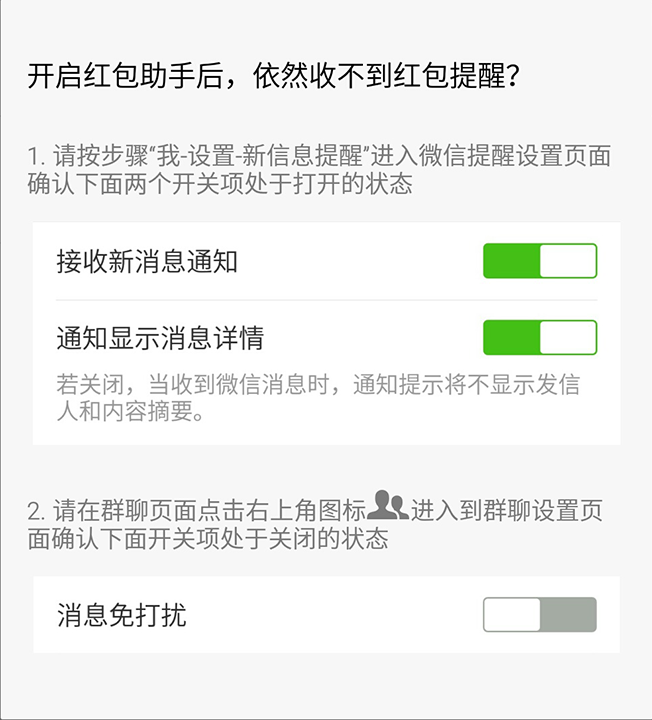 开启红包助手后，依然收不到红包提醒？
1. 请按步骤“我-设置-新信息提醒”进入微信提醒设置页面
确认下面两个开关项处于打开的状态
接收新消息通知
通知显示消息详情
若关闭，当收到微信消息时，通知提示将不显示发信
人和内容摘要。
2. 请在群聊页面点击右上角图标进入到群聊设置页
面确认下面开关项处于关闭的状态
消息免打扰